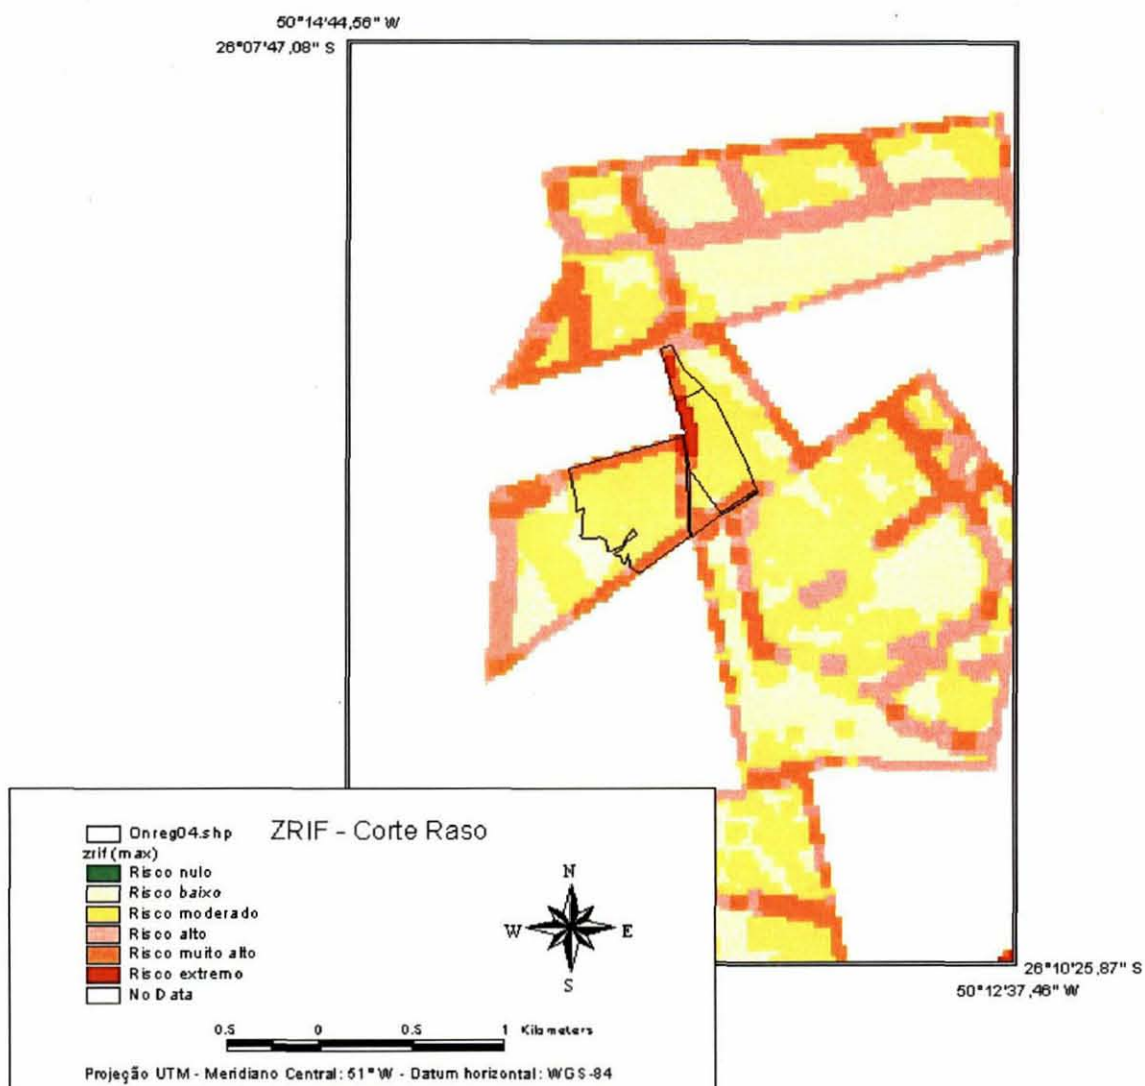 50°14'44,56" W
26°07'47,08" S
ZRIF - Corte Raso
Onreg04.shp
zrif (max)
Risco nulo
Risco baixo
Risco moderado
Risco alto
Risco muito alto
Risco extremo
No Data
N
W E
S
0.5 0 0.5 1 Kilometers
Projeção UTM - Meridiano Central: 51° W - Datum horizontal: WGS-84
26°10'25,87" S
50°12'37,46" W